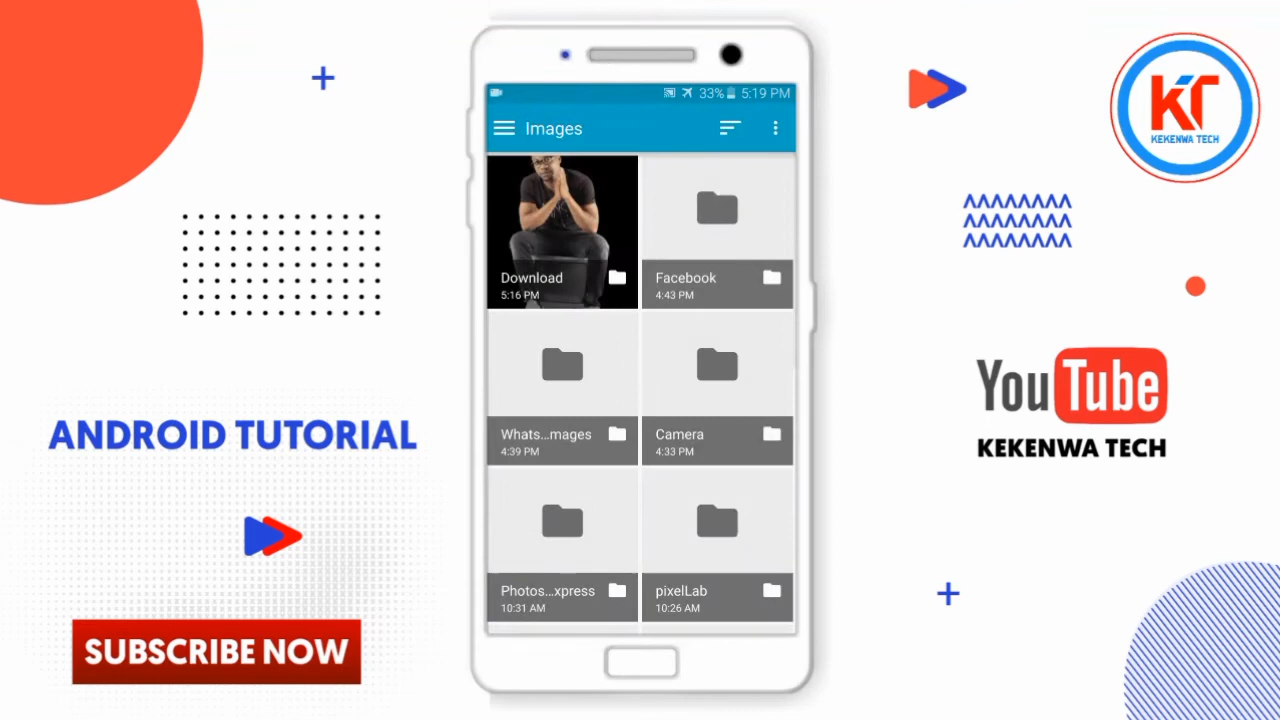 33% 5:19 PM
Images
Download
5:16 PM
Facebook
4:43 PM
Whats...mages
4:39 PM
Camera
4:33 PM
Photos...xpress
10:31 AM
pixelLab
10:26 AM
ANDROID TUTORIAL
SUBSCRIBE NOW
KT
KEKENWA TECH
YouTube
KEKENWA TECH